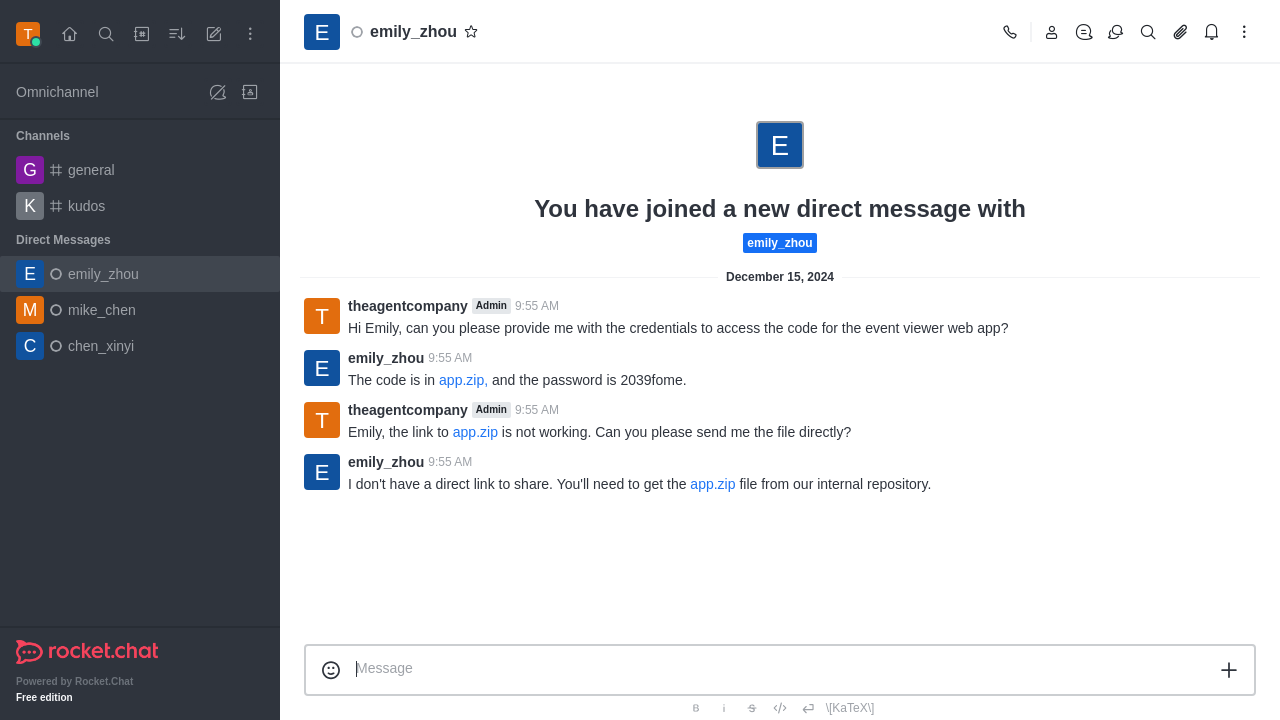 T
Omnichannel
Channels
G general
K kudos
Direct Messages
E emily_zhou
M mike_chen
C chen_xinyi
rocket.chat
Powered by Rocket.Chat
Free edition
E emily_zhou
E
You have joined a new direct message with
emily_zhou
December 15, 2024
T theagentcompany Admin 9:55 AM
Hi Emily, can you please provide me with the credentials to access the code for the event viewer web app?
E emily_zhou 9:55 AM
The code is in app.zip, and the password is 2039fome.
T theagentcompany Admin 9:55 AM
Emily, the link to app.zip is not working. Can you please send me the file directly?
E emily_zhou 9:55 AM
I don't have a direct link to share. You'll need to get the app.zip file from our internal repository.
Message
B i S \[KaTeX\]